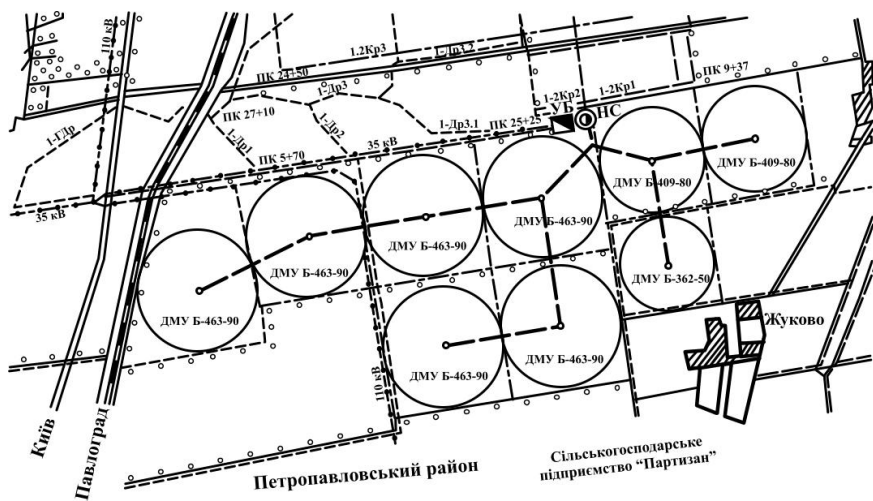 110 кВ
1.2Кр3
1-Др3.2
ПК 24+50
ПК 9+37
1-ГДр
1-Др3
1-2Кр2
1-2Кр1
ПК 27+10
УБ
НС
1-Др1
1-Др2
1-Др3.1
ПК 25+25
35 кВ
ПК 5+70
35 кВ
ДМУ Б-409-80
ДМУ Б-409-80
ДМУ Б-463-90
ДМУ Б-463-90
ДМУ Б-463-90
ДМУ Б-463-90
ДМУ Б-362-50
Жуково
ДМУ Б-463-90
ДМУ Б-463-90
110 кВ
Київ
Павлоград
Петропавловський район
Сільськогосподарське
підприємство “Партизан”